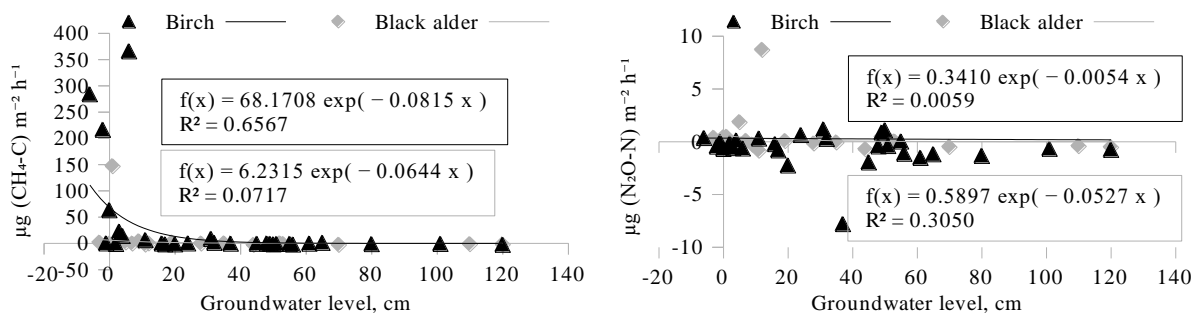 Birch
Black alder
400
350
300
250
200
150
100
50
0
-50
f(x) = 68.1708 exp( − 0.0815 x )
R² = 0.6567
f(x) = 6.2315 exp( − 0.0644 x )
R² = 0.0717
-20 0 20 40 60 80 100 120 140
Groundwater level, cm
µg (CH₄-C) m⁻² h⁻¹
Birch
Black alder
10
5
0
-5
-10
f(x) = 0.3410 exp( − 0.0054 x )
R² = 0.0059
f(x) = 0.5897 exp( − 0.0527 x )
R² = 0.3050
-20 0 20 40 60 80 100 120 140
Groundwater level, cm
µg (N₂O-N) m⁻² h⁻¹